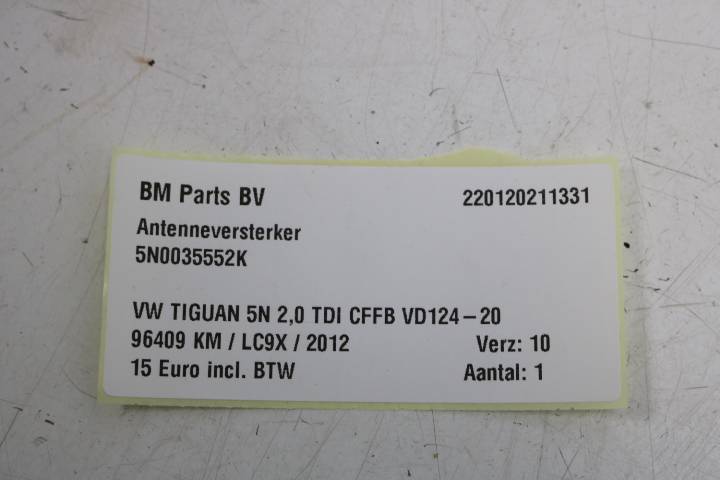 BM Parts BV 220120211331
Antenneversterker
5N0035552K
VW TIGUAN 5N 2,0 TDI CFFB VD124-20
96409 KM / LC9X / 2012 Verz: 10
15 Euro incl. BTW Aantal: 1